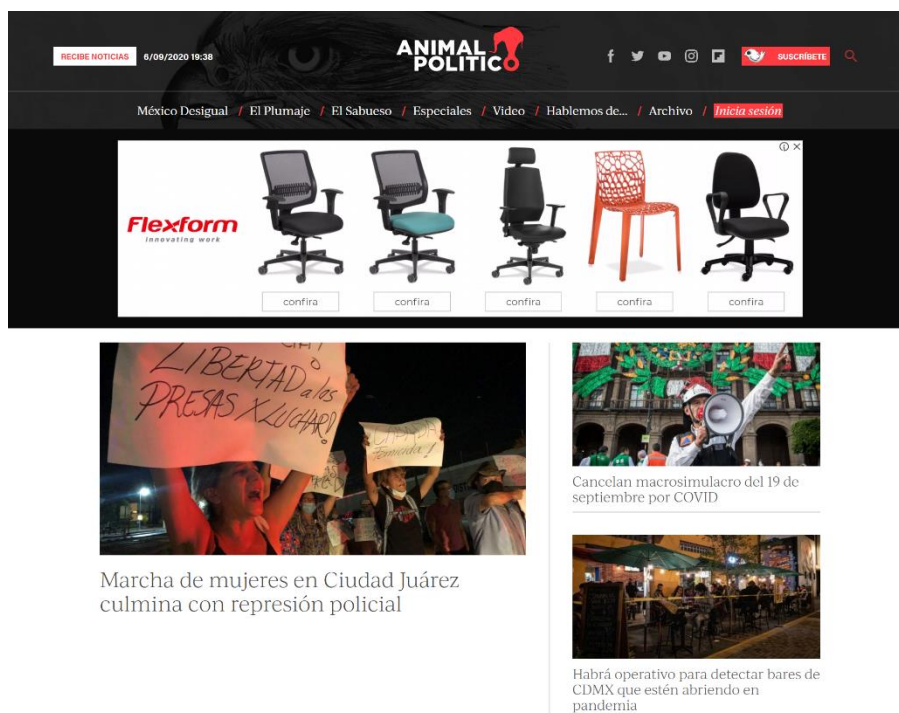 RECIBE NOTICIAS
6/09/2020 19:38
ANIMAL
POLITICO
SUSCRÍBETE
México Desigual / El Plumaje / El Sabueso / Especiales / Video / Hablemos de... / Archivo / Inicia sesión
Flexform
innovating work
confira
confira
confira
confira
confira
LIBERTAD a las
PRESAS X LUCHAR!
Marcha de mujeres en Ciudad Juárez
culmina con represión policial
Cancelan macrosimulacro del 19 de
septiembre por COVID
Habrá operativo para detectar bares de
CDMX que estén abriendo en
pandemia